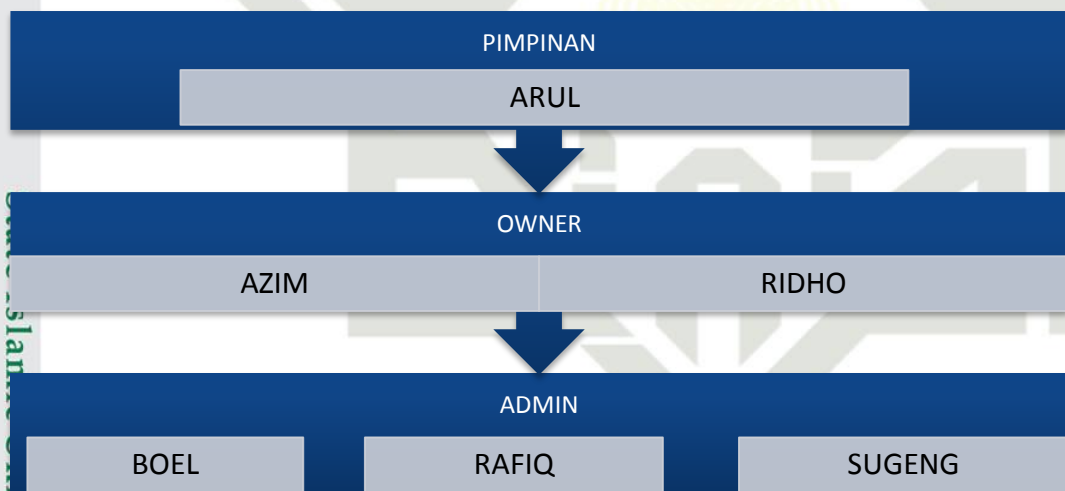 PIMPINAN
ARUL
OWNER
AZIM RIDHO
ADMIN
BOEL RAFIQ SUGENG